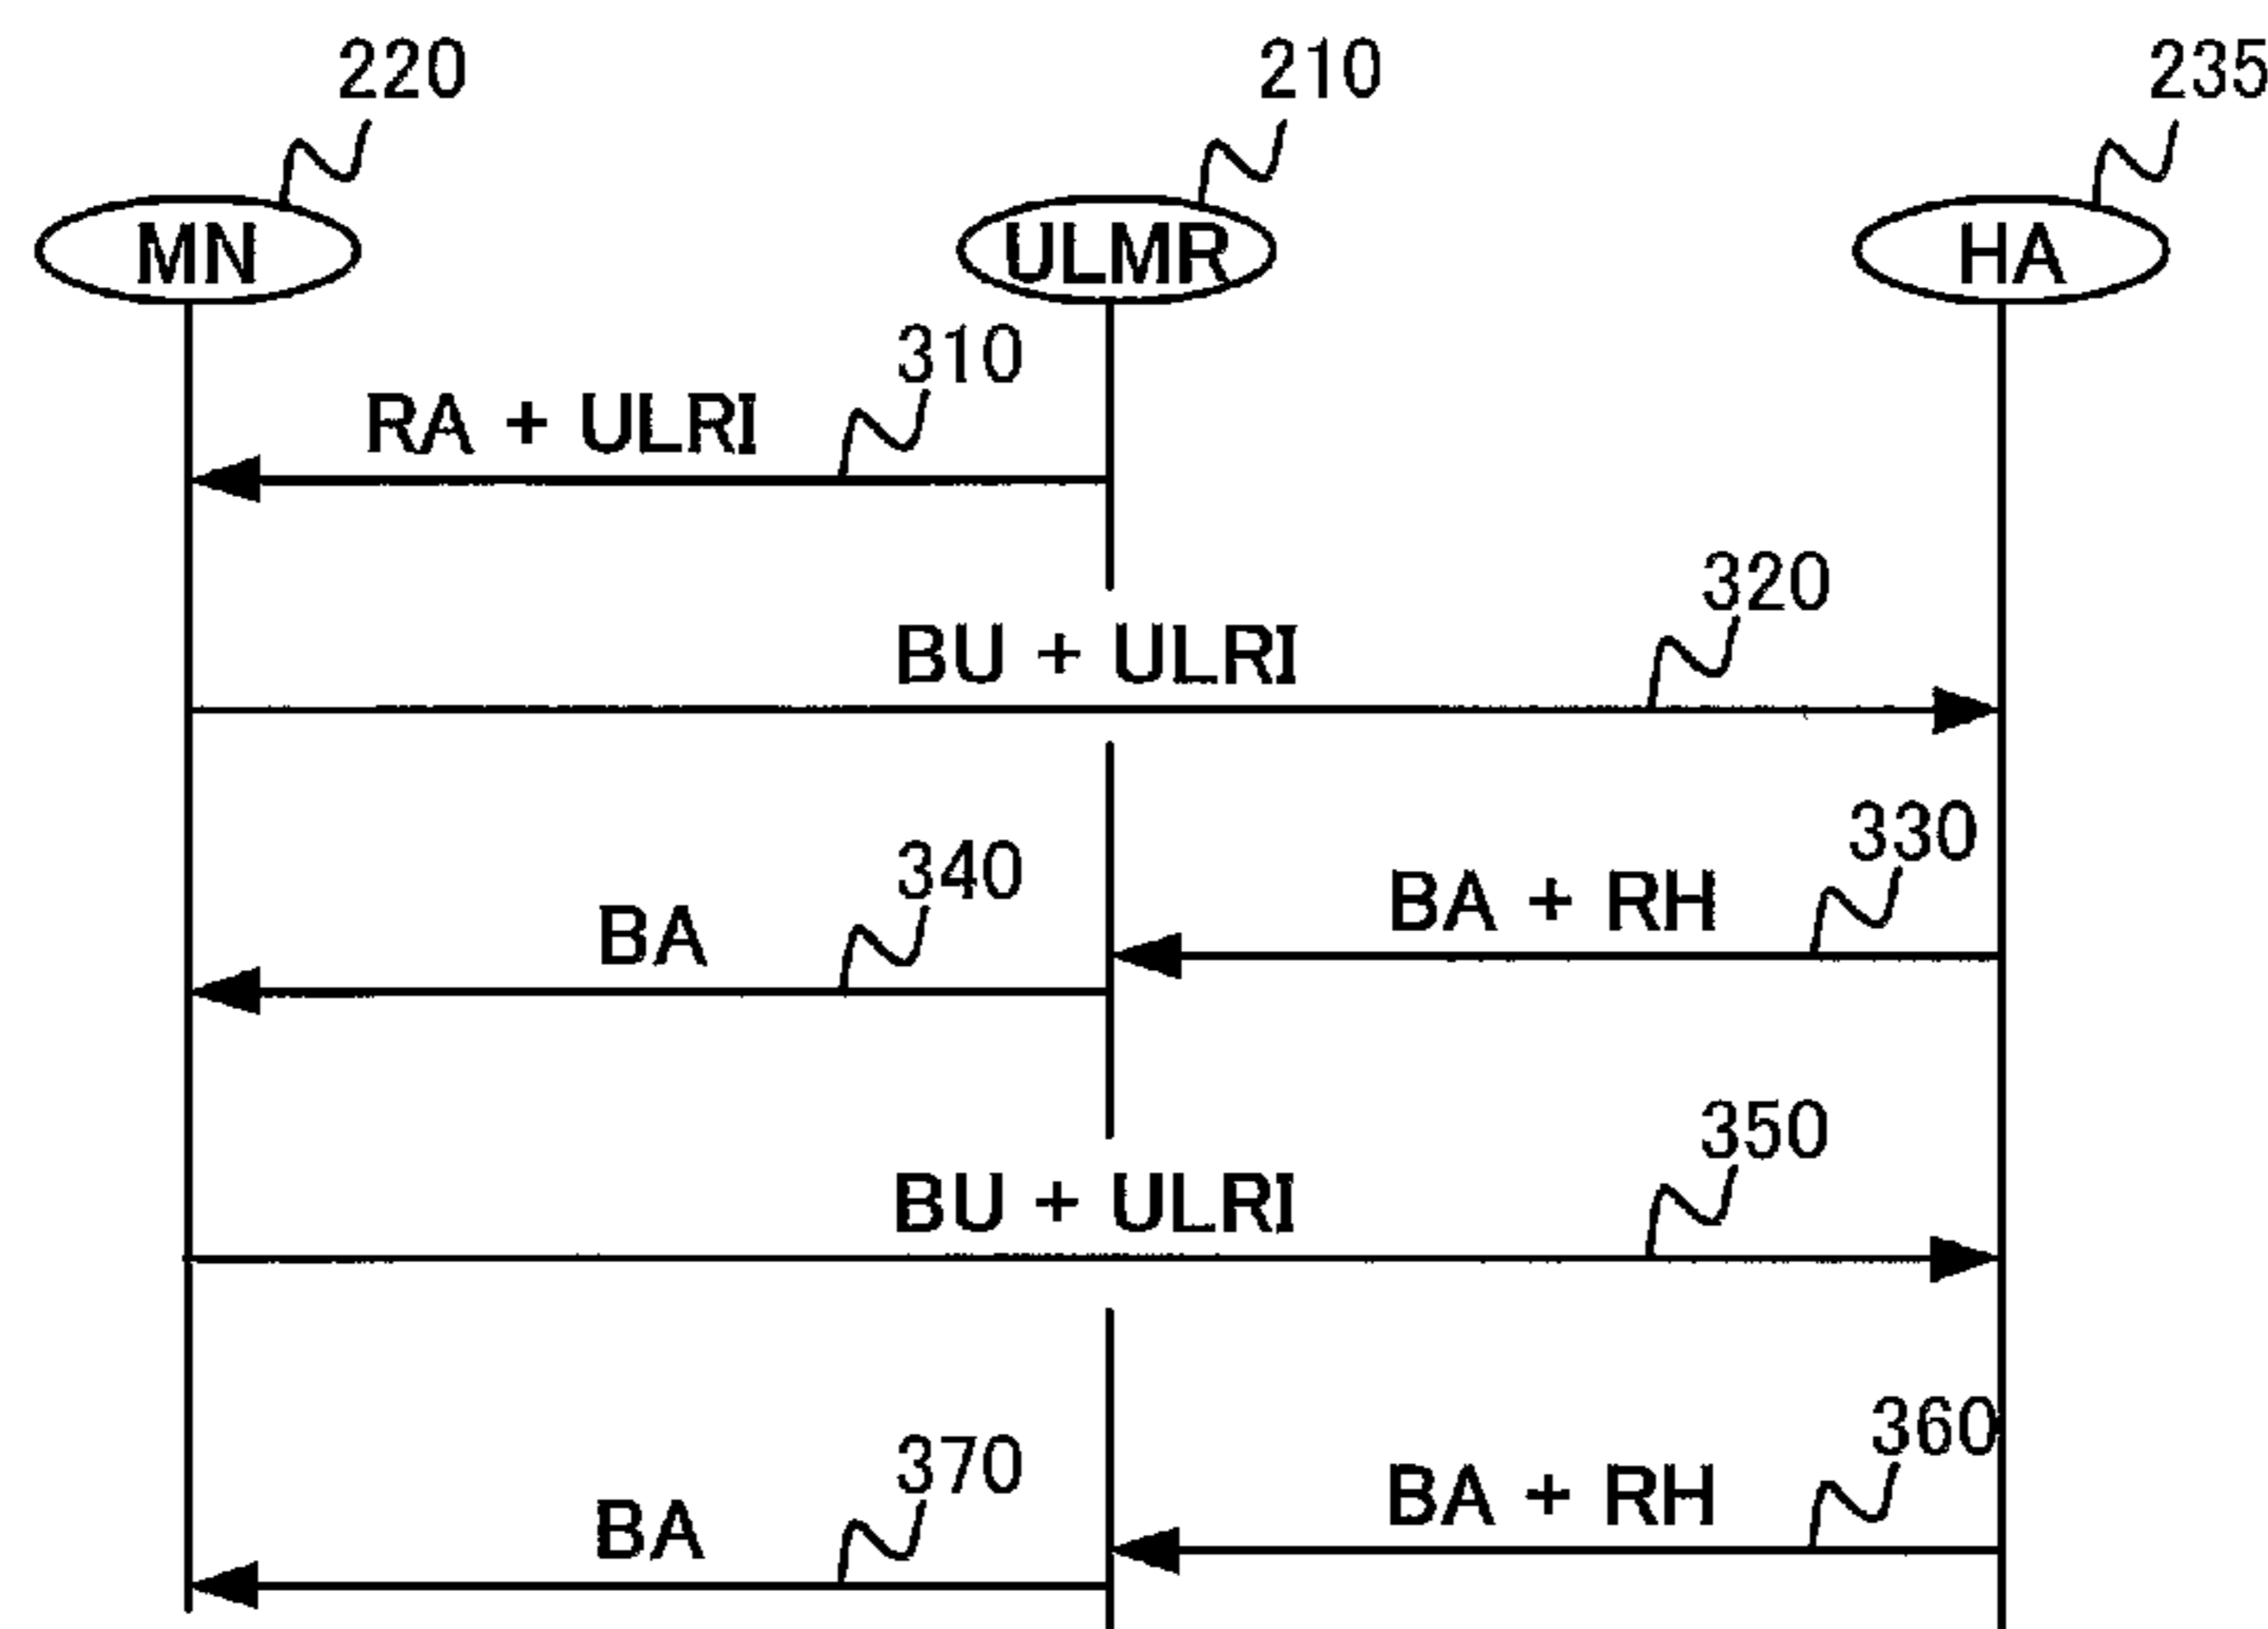 220 210 235
MN ULMR HA
310
RA + ULRI
320
BU + ULRI
330
BA + RH
340
BA
350
BU + ULRI
360
BA + RH
370
BA